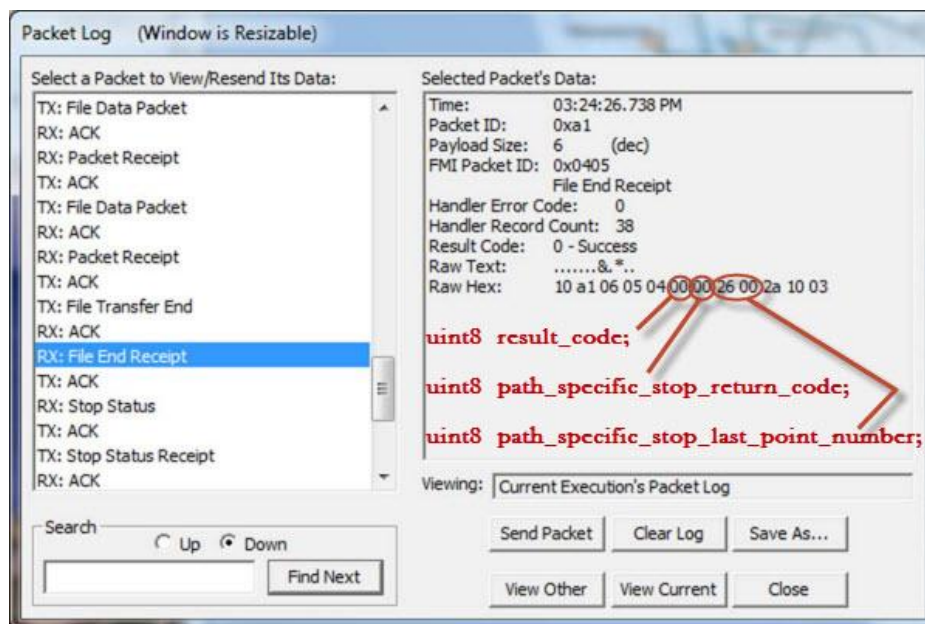 Packet Log (Window is Resizable)
Select a Packet to View/Resend Its Data:
TX: File Data Packet
RX: ACK
RX: Packet Receipt
TX: ACK
TX: File Data Packet
RX: ACK
RX: Packet Receipt
TX: ACK
TX: File Transfer End
RX: ACK
RX: File End Receipt
TX: ACK
RX: Stop Status
TX: ACK
TX: Stop Status Receipt
RX: ACK
Search
Up Down
Find Next
Selected Packet's Data:
Time: 03:24:26.738 PM
Packet ID: 0xa1
Payload Size: 6 (dec)
FMI Packet ID: 0x0405
File End Receipt
Handler Error Code: 0
Handler Record Count: 38
Result Code: 0 - Success
Raw Text: .......&.*..
Raw Hex: 10 a1 06 05 04 00 00 26 00 2a 10 03
uint8 result_code;
uint8 path_specific_stop_return_code;
uint8 path_specific_stop_last_point_number;
Viewing: Current Execution's Packet Log
Send Packet Clear Log Save As...
View Other View Current Close